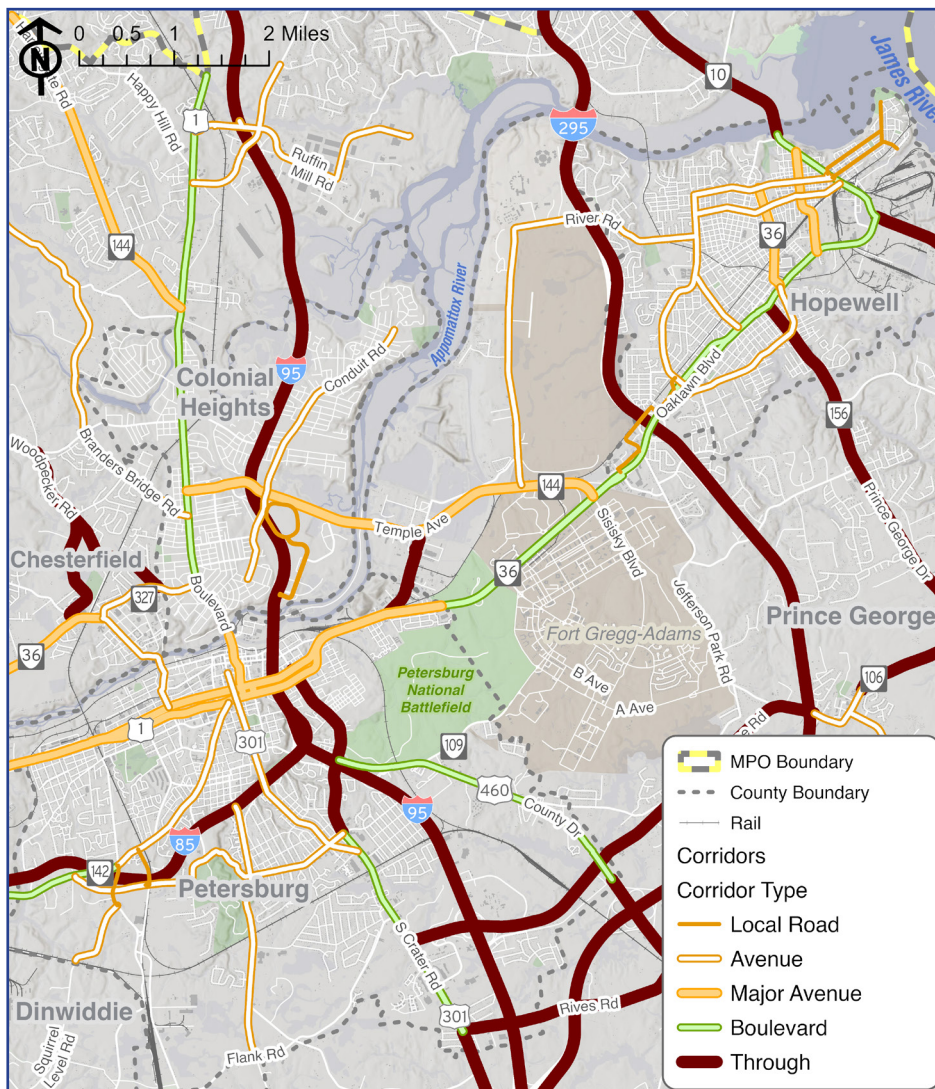 0 0.5 1 2 Miles
N
Happy Hill Rd
1
10
James River
295
Ruffin
Mill Rd
144
River Rd
36
Appomattox River
Hopewell
Conduit Rd
95
Colonial
Heights
Oaklawn Blvd
156
Woodpecker Rd
Branders Bridge Rd
144
Temple Ave
Sisisky Blvd
Prince George Dr
Chesterfield
36
327
Boulevard
Jefferson Park Rd
Prince George
36
Fort Gregg-Adams
Petersburg
National
Battlefield
B Ave
106
A Ave
1
301
109
460
County Dr
95
85
142
Petersburg
S Crater Rd
Rives Rd
301
Dinwiddie
Squirrel
Level Rd
Flank Rd
MPO Boundary
County Boundary
Rail
Corridors
Corridor Type
Local Road
Avenue
Major Avenue
Boulevard
Through